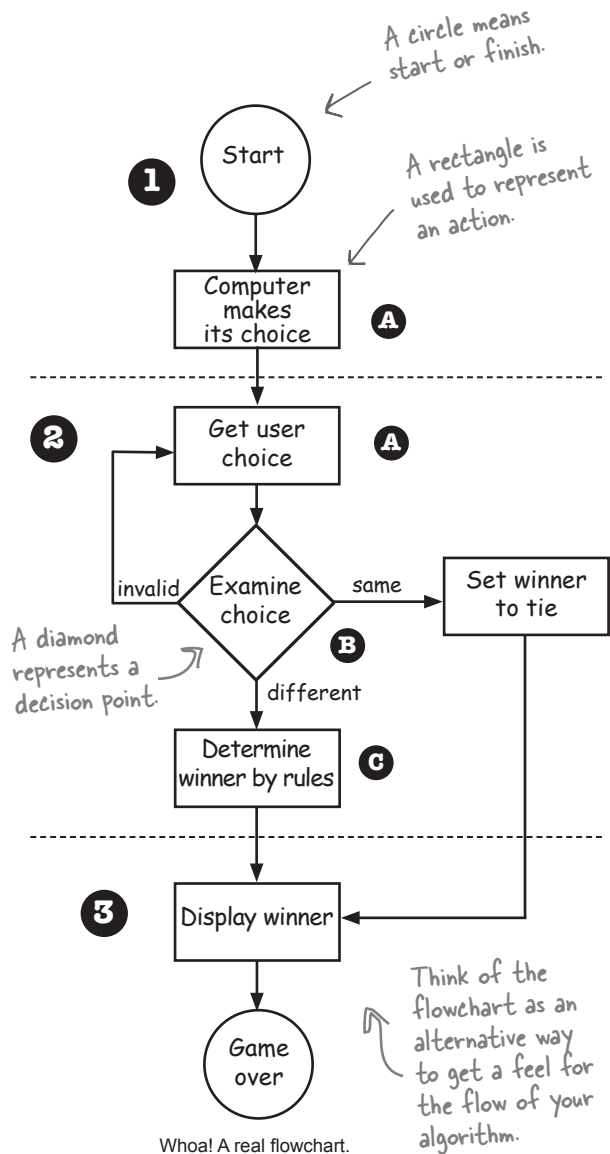 A circle means
start or finish.
Start
1
A rectangle is
used to represent
an action.
Computer
makes
its choice
A
2
Get user
choice
A
invalid
Examine
choice
same
Set winner
to tie
B
A diamond
represents a
decision point.
different
Determine
winner by rules
C
3
Display winner
Think of the
flowchart as an
alternative way
to get a feel for
the flow of your
algorithm.
Game
over
Whoa! A real flowchart.